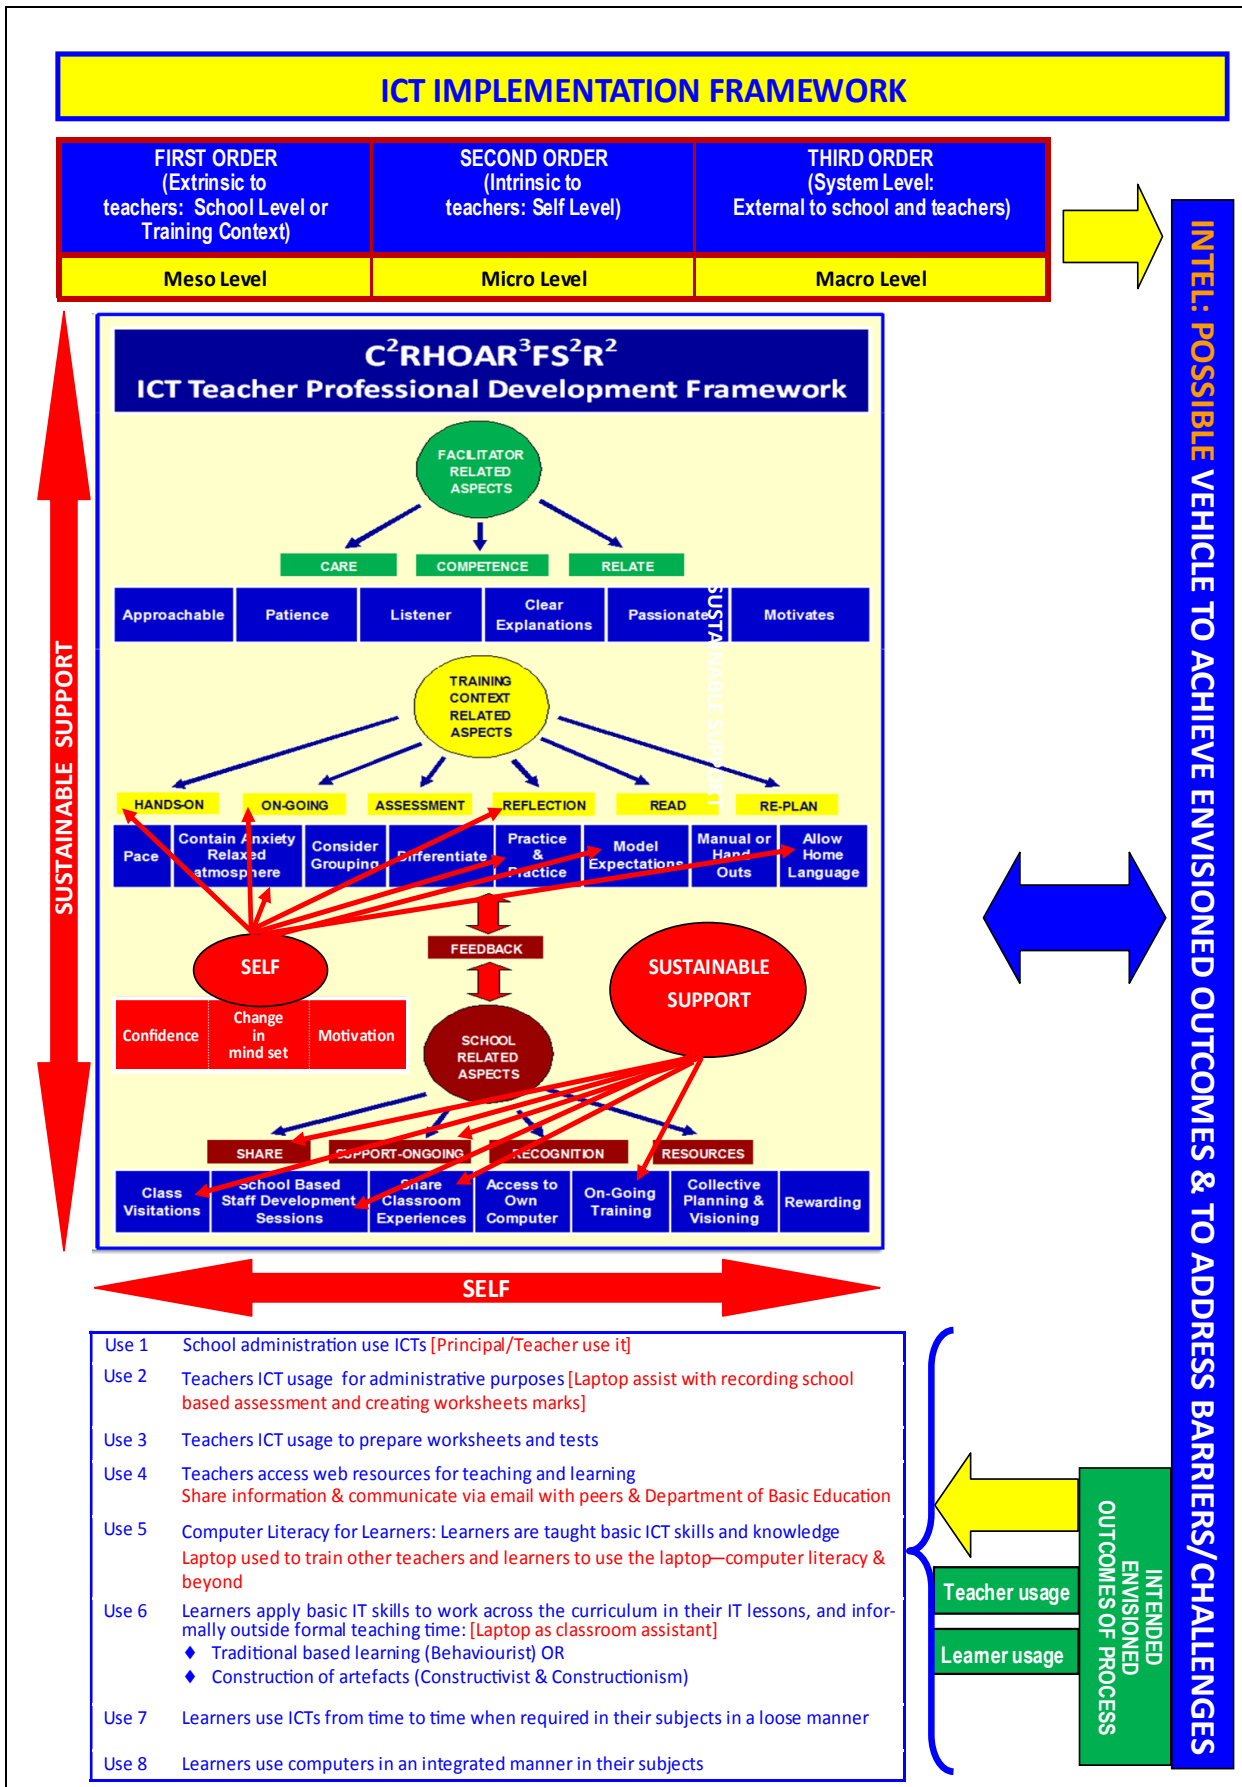 ICT IMPLEMENTATION FRAMEWORK
FIRST ORDER
(Extrinsic to
teachers: School Level or
Training Context)
SECOND ORDER
(Intrinsic to
teachers: Self Level)
THIRD ORDER
(System Level:
External to school and teachers)
Meso Level
Micro Level
Macro Level
INTEL: POSSIBLE VEHICLE TO ACHIEVE ENVISIONED OUTCOMES & TO ADDRESS BARRIERS/CHALLENGES
SUSTAINABLE SUPPORT
C²RHOAR³FS²R²
ICT Teacher Professional Development Framework
FACILITATOR
RELATED
ASPECTS
CARE
COMPETENCE
RELATE
Approachable
Patience
Listener
Clear
Explanations
Passionate
Motivates
SUSTAINABLE SUPPORT
TRAINING
CONTEXT
RELATED
ASPECTS
HANDS-ON
ON-GOING
ASSESSMENT
REFLECTION
READ
RE-PLAN
Pace
Contain Anxiety
Relaxed
atmosphere
Consider
Grouping
Differentiate
Practice
&
Practice
Model
Expectations
Manual or
Hand
Outs
Allow
Home
Language
FEEDBACK
SELF
SUSTAINABLE
SUPPORT
Confidence
Change
in
mind set
Motivation
SCHOOL
RELATED
ASPECTS
SHARE
SUPPORT-ONGOING
RECOGNITION
RESOURCES
Class
Visitations
School Based
Staff Development
Sessions
Share
Classroom
Experiences
Access to
Own
Computer
On-Going
Training
Collective
Planning &
Visioning
Rewarding
SELF
Use 1 School administration use ICTs [Principal/Teacher use it]
Use 2 Teachers ICT usage for administrative purposes [Laptop assist with recording school
based assessment and creating worksheets marks]
Use 3 Teachers ICT usage to prepare worksheets and tests
Use 4 Teachers access web resources for teaching and learning
Share information & communicate via email with peers & Department of Basic Education
Use 5 Computer Literacy for Learners: Learners are taught basic ICT skills and knowledge
Laptop used to train other teachers and learners to use the laptop—computer literacy &
beyond
Use 6 Learners apply basic IT skills to work across the curriculum in their IT lessons, and infor-
mally outside formal teaching time: [Laptop as classroom assistant]
♦ Traditional based learning (Behaviourist) OR
♦ Construction of artefacts (Constructivist & Constructionism)
Use 7 Learners use ICTs from time to time when required in their subjects in a loose manner
Use 8 Learners use computers in an integrated manner in their subjects
Teacher usage
Learner usage
INTENDED
ENVISIONED
OUTCOMES OF PROCESS